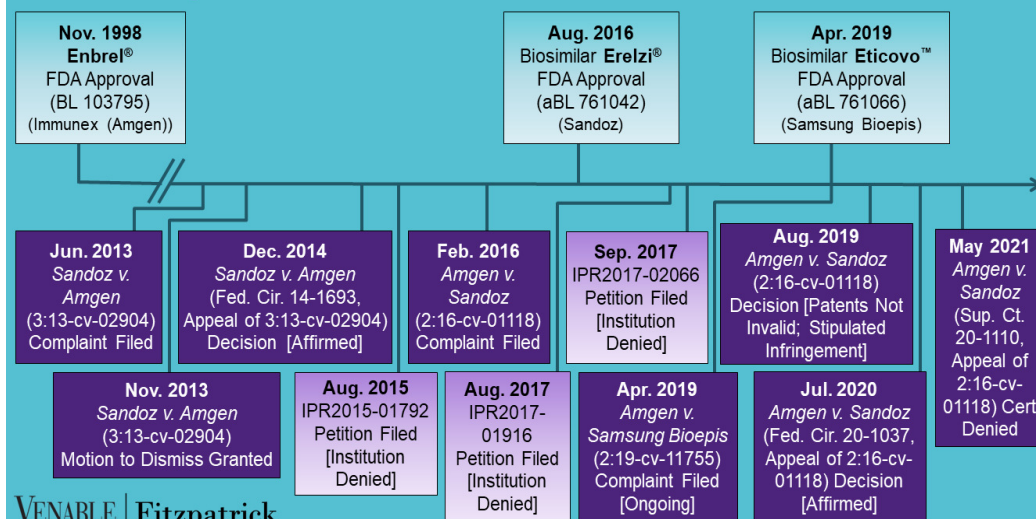 Nov. 1998
Enbrel®
FDA Approval
(BL 103795)
(Immunex (Amgen))
Aug. 2016
Biosimilar Erelzi®
FDA Approval
(aBL 761042)
(Sandoz)
Apr. 2019
Biosimilar Eticovo™
FDA Approval
(aBL 761066)
(Samsung Bioepis)
Jun. 2013
Sandoz v.
Amgen
(3:13-cv-02904)
Complaint Filed
Nov. 2013
Sandoz v. Amgen
(3:13-cv-02904)
Motion to Dismiss Granted
Dec. 2014
Sandoz v. Amgen
(Fed. Cir. 14-1693,
Appeal of 3:13-cv-02904)
Decision [Affirmed]
Aug. 2015
IPR2015-01792
Petition Filed
[Institution
Denied]
Feb. 2016
Amgen v.
Sandoz
(2:16-cv-01118)
Complaint Filed
Aug. 2017
IPR2017-
01916
Petition Filed
[Institution
Denied]
Sep. 2017
IPR2017-02066
Petition Filed
[Institution
Denied]
Apr. 2019
Amgen v.
Samsung Bioepis
(2:19-cv-11755)
Complaint Filed
[Ongoing]
Aug. 2019
Amgen v. Sandoz
(2:16-cv-01118)
Decision [Patents Not
Invalid; Stipulated
Infringement]
Jul. 2020
Amgen v. Sandoz
(Fed. Cir. 20-1037,
Appeal of 2:16-cv-
01118) Decision
[Affirmed]
May 2021
Amgen v.
Sandoz
(Sup. Ct.
20-1110,
Appeal of
2:16-cv-
01118) Cert
Denied
VENABLE | Fitzpatrick